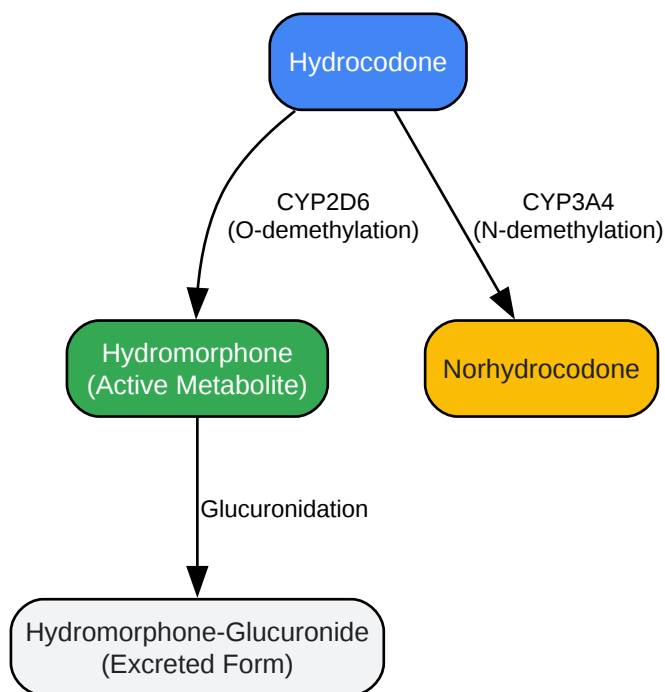 Hydrocodone
CYP2D6
(O-demethylation)
CYP3A4
(N-demethylation)
Hydromorphone
(Active Metabolite)
Norhydrocodone
Glucuronidation
Hydromorphone-Glucuronide
(Excreted Form)